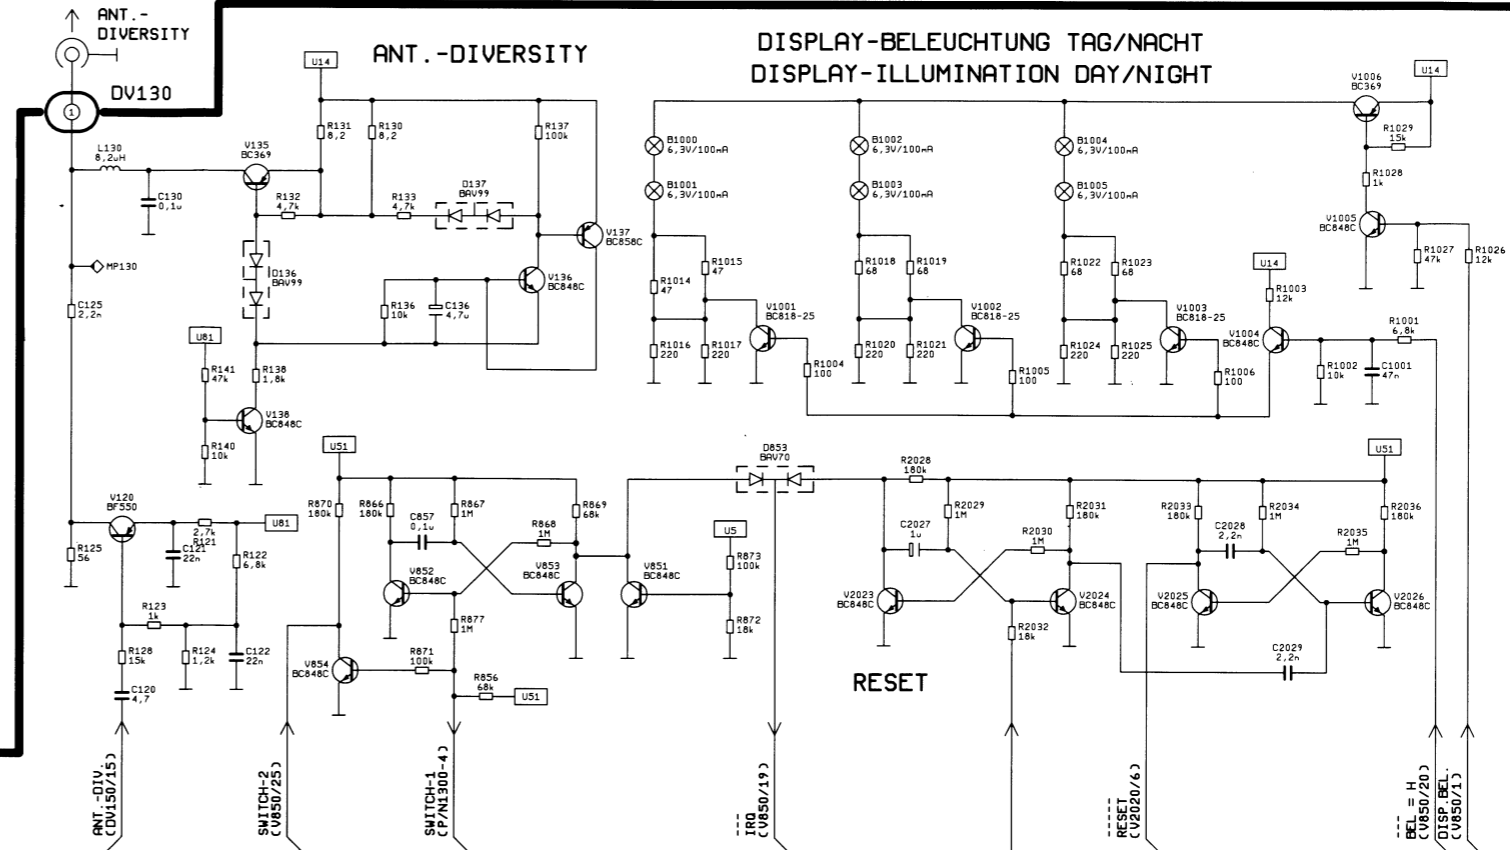 ANT.-
DIVERSITY
DV130
1
ANT.-DIVERSITY
DISPLAY-BELEUCHTUNG TAG/NACHT
DISPLAY-ILLUMINATION DAY/NIGHT
U14
L130
8,2uH
C130
0,1u
V135
BC369
R131
8,2
R130
8,2
R137
100k
R132
4,7k
R133
4,7k
D137
BAV99
V137
BC858C
V136
BC848C
MP130
D136
BAV99
R136
10k
C136
4,7u
C125
2,2n
U81
R141
47k
R138
1,8k
V138
BC848C
R140
10k
B1000
6,3V/100mA
B1001
6,3V/100mA
B1002
6,3V/100mA
B1003
6,3V/100mA
B1004
6,3V/100mA
B1005
6,3V/100mA
V1006
BC369
U14
R1029
15k
R1028
1k
V1005
BC848C
R1027
47k
R1026
12k
R1015
47
R1014
47
R1016
220
R1017
220
V1001
BC818-25
R1004
100
R1018
68
R1019
68
R1020
220
R1021
220
V1002
BC818-25
R1005
100
R1022
68
R1023
68
R1024
220
R1025
220
V1003
BC818-25
R1006
100
U14
R1003
12k
V1004
BC848C
R1001
6,8k
R1002
10k
C1001
47n
V120
BF550
R125
56
2,7k
R121
C121
22n
U81
R122
6,8k
R123
1k
R128
15k
R124
1,2k
C122
22n
C120
4,7
U51
R870
180k
R866
180k
R867
1M
R869
68k
C857
0,1u
R868
1M
V852
BC848C
V853
BC848C
V851
BC848C
R877
1M
V854
BC848C
R871
100k
R856
68k
U51
U5
R873
100k
R872
18k
D853
BAV70
R2028
180k
R2029
1M
R2031
180k
C2027
1u
R2030
1M
V2023
BC848C
V2024
BC848C
R2032
18k
RESET
U51
R2033
180k
R2034
1M
R2036
180k
C2028
2,2n
R2035
1M
V2025
BC848C
V2026
BC848C
C2029
2,2n
ANT.-DIV.
(DV150/15)
SWITCH-2
(V850/25)
SWITCH-1
(P/N1300-4)
IRQ
(V850/19)
RESET
(V2020/6)
BEL = H
(V850/20)
DISP.BEL.
(V850/1)